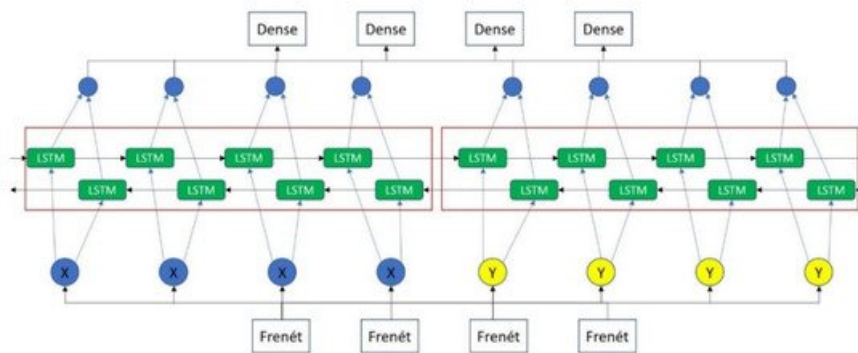 Dense Dense Dense Dense
LSTM LSTM LSTM LSTM LSTM LSTM LSTM LSTM
LSTM LSTM LSTM LSTM LSTM LSTM LSTM LSTM
X X X X Y Y Y Y
Frenét Frenét Frenét Frenét